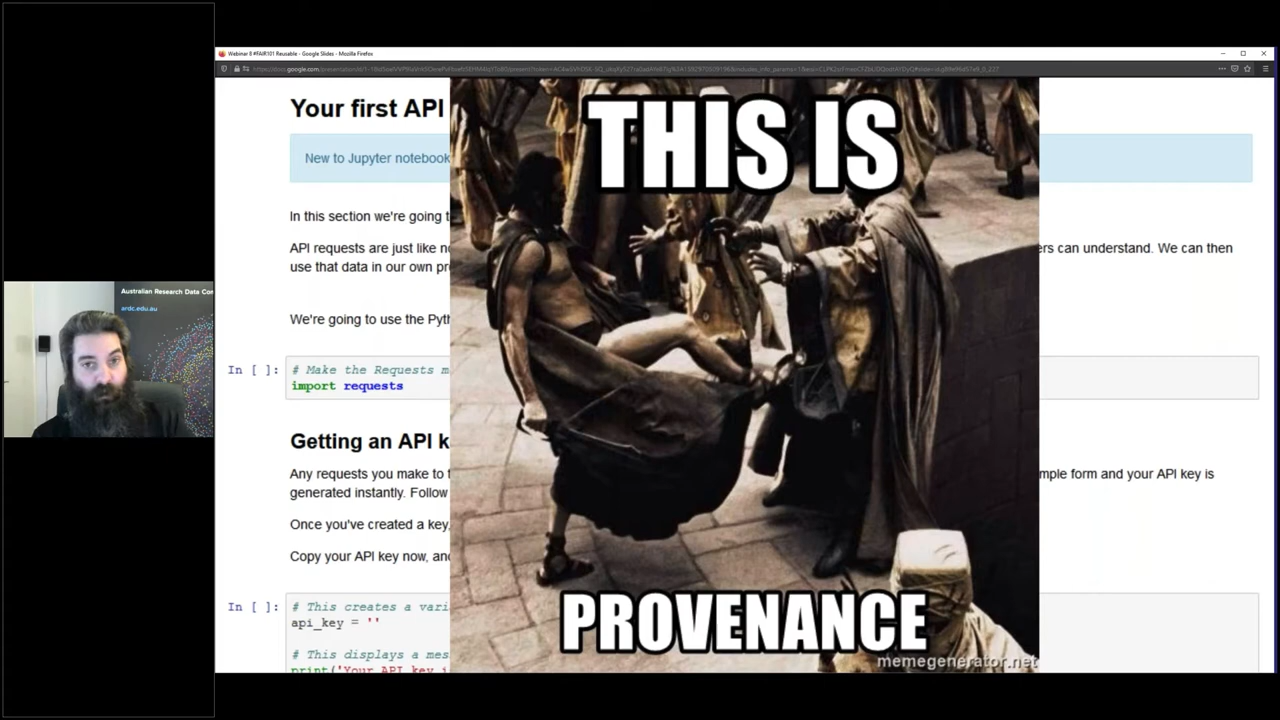 Webinar 8 #FAIR101 Reusable - Google Slides - Mozilla Firefox
Australian Research Data Com
ardc.edu.au
Your first API
New to Jupyter notebook
In this section we're going t
API requests are just like no
ers can understand. We can then
use that data in our own pr
We're going to use the Pyth
In [ ]:
# Make the Requests m
import requests
Getting an API k
Any requests you make to t
mple form and your API key is
generated instantly. Follow
Once you've created a key,
Copy your API key now, and
In [ ]:
# This creates a vari
api_key = ''
# This displays a mes
print('Your API key i
THIS IS
PROVENANCE
memegenerator.net